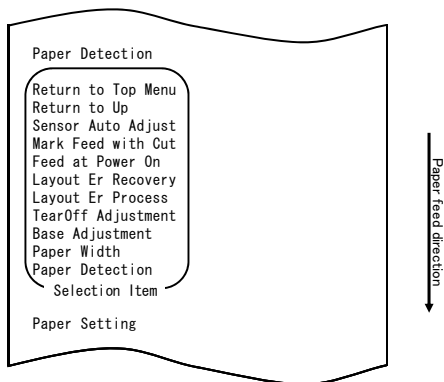 Paper Detection
Return to Top Menu
Return to Up
Sensor Auto Adjust
Mark Feed with Cut
Feed at Power On
Layout Er Recovery
Layout Er Process
TearOff Adjustment
Base Adjustment
Paper Width
Paper Detection
Selection Item
Paper Setting
Paper feed direction